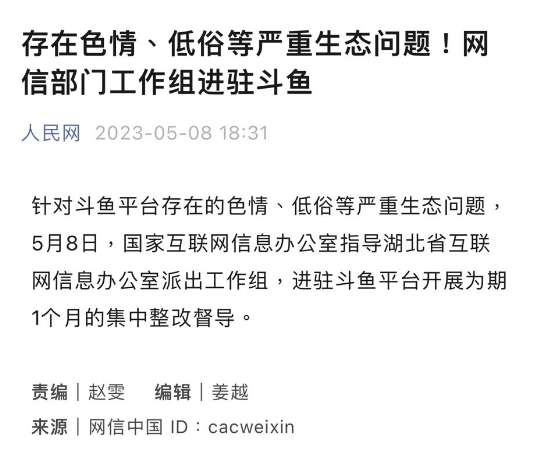 存在色情、低俗等严重生态问题！网
信部门工作组进驻斗鱼
人民网 2023-05-08 18:31
针对斗鱼平台存在的色情、低俗等严重生态问题，
5月8日，国家互联网信息办公室指导湖北省互联
网信息办公室派出工作组，进驻斗鱼平台开展为期
1个月的集中整改督导。
责编｜赵雯 编辑｜姜越
来源｜网信中国 ID：cacweixin